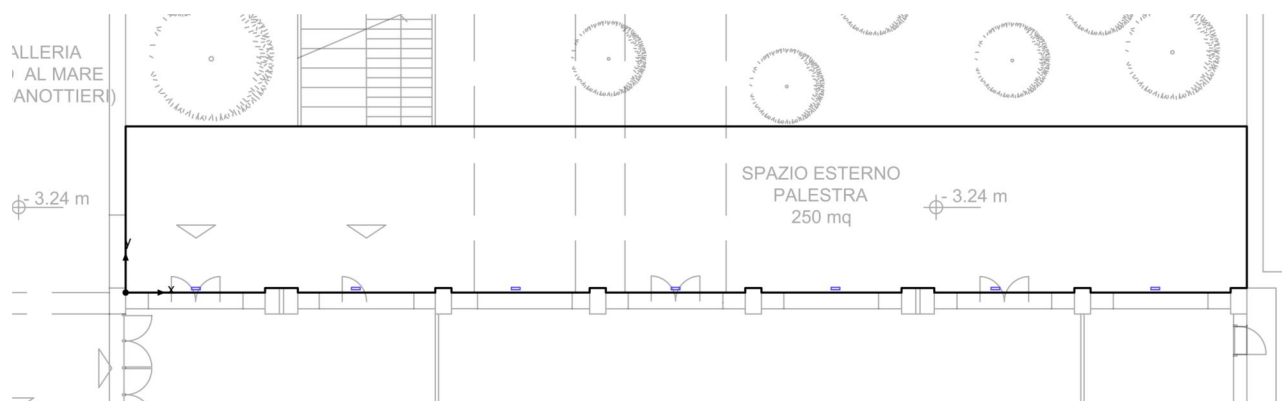 ALLERIA
AL MARE
ANOTTIERI)
- 3.24 m
SPAZIO ESTERNO
PALESTRA
250 mq
- 3.24 m
y
x